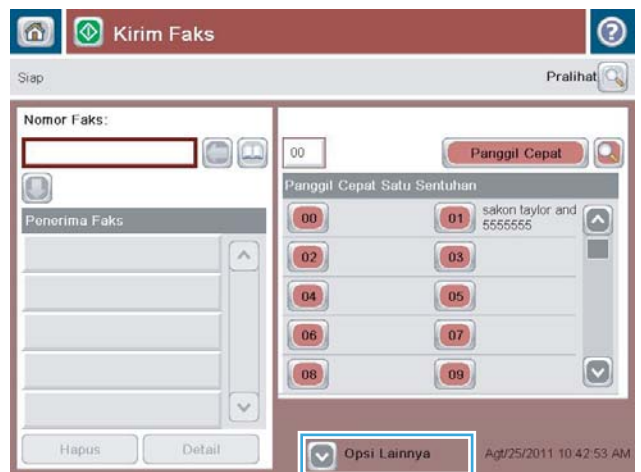 Kirim Faks
Siap
Pralihat
Nomor Faks:
00
Panggil Cepat
Panggil Cepat Satu Sentuhan
Penerima Faks
00
01
sakon taylor and
5555555
02
03
04
05
06
07
08
09
Hapus
Detail
Opsi Lainnya
Agt/25/2011 10:42:53 AM